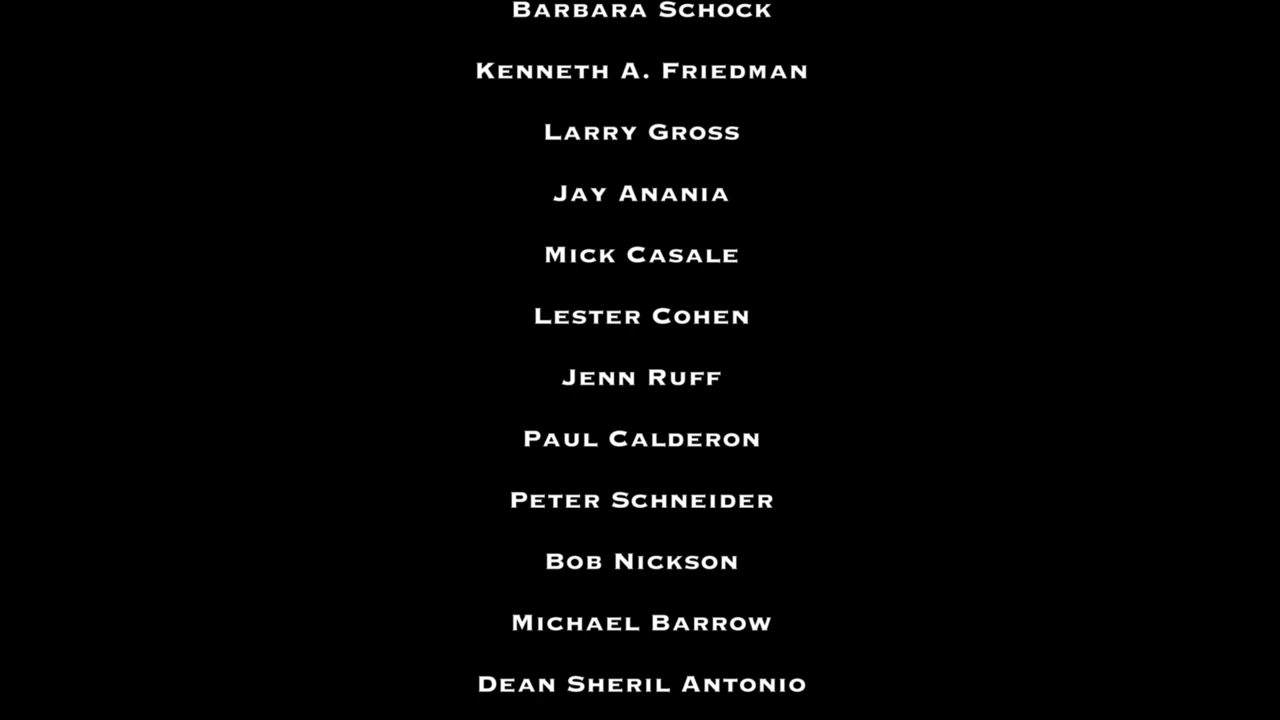 Barbara Schock
Kenneth A. Friedman
Larry Gross
Jay Anania
Mick Casale
Lester Cohen
Jenn Ruff
Paul Calderon
Peter Schneider
Bob Nickson
Michael Barrow
Dean Sheril Antonio